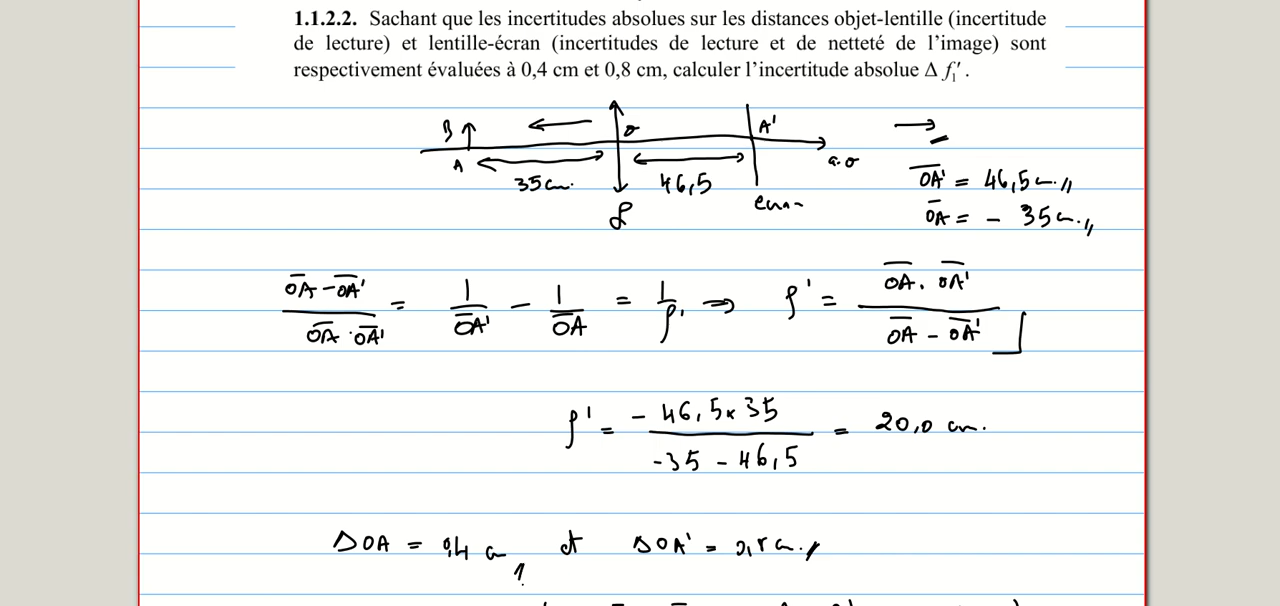 1.1.2.2. Sachant que les incertitudes absolues sur les distances objet-lentille (incertitude
de lecture) et lentille-écran (incertitudes de lecture et de netteté de l'image) sont
respectivement évaluées à 0,4 cm et 0,8 cm, calculer l'incertitude absolue Δ f₁′ .
B O A'
A a.o
35 cm. 46,5
L
OA' = 46,5 cm.
OA = - 35 cm.
(OA - OA') / (OA · OA') = 1/OA' - 1/OA = 1/f' ⇒ f' = (OA . OA') / (OA - OA')
f' = (- 46,5 x 35) / (-35 - 46,5) = 20,0 cm.
ΔOA = 0,4 cm et ΔOA' = 0,8 cm.